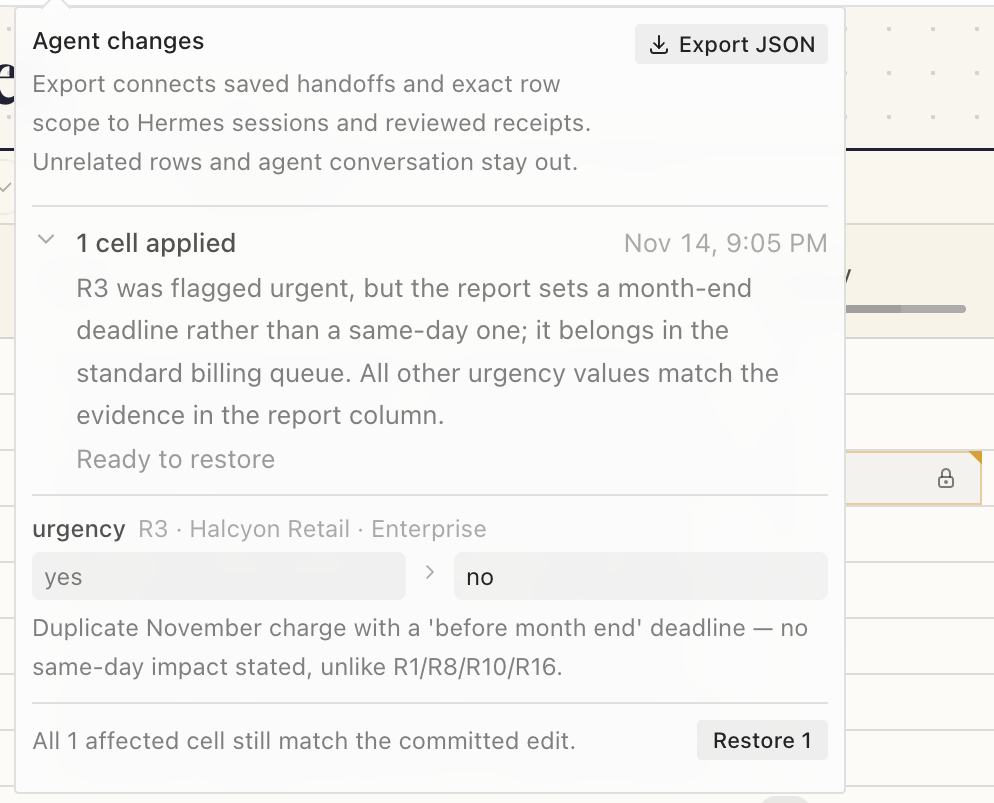 Agent changes
Export JSON
Export connects saved handoffs and exact row
scope to Hermes sessions and reviewed receipts.
Unrelated rows and agent conversation stay out.
1 cell applied
Nov 14, 9:05 PM
R3 was flagged urgent, but the report sets a month-end
deadline rather than a same-day one; it belongs in the
standard billing queue. All other urgency values match the
evidence in the report column.
Ready to restore
urgency R3 · Halcyon Retail · Enterprise
yes
no
Duplicate November charge with a 'before month end' deadline — no
same-day impact stated, unlike R1/R8/R10/R16.
All 1 affected cell still match the committed edit.
Restore 1